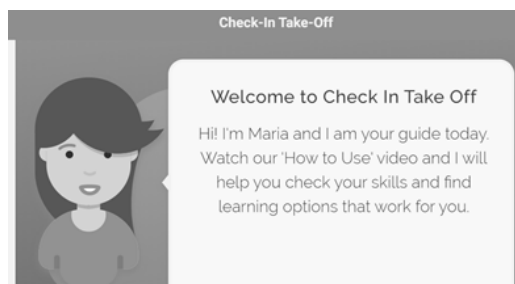 Check-In Take-Off
Welcome to Check In Take Off
Hi! I'm Maria and I am your guide today.
Watch our 'How to Use' video and I will
help you check your skills and find
learning options that work for you.